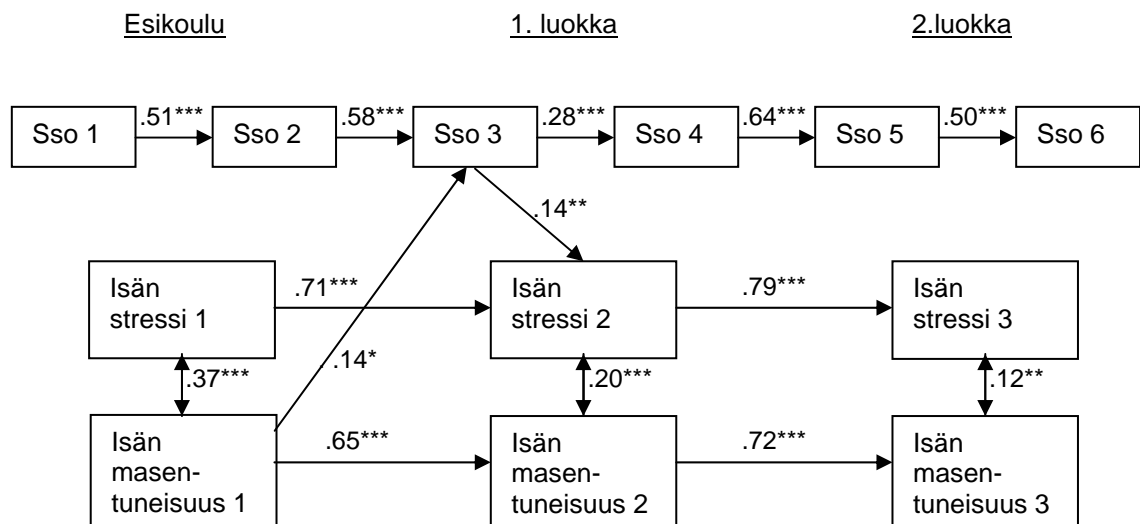 Esikoulu 1. luokka 2.luokka
.51*** .58*** .28*** .64*** .50***
Sso 1 Sso 2 Sso 3 Sso 4 Sso 5 Sso 6
.14**
Isän
stressi 1
.71***
Isän
stressi 2
.79***
Isän
stressi 3
.37*** .14* .20*** .12**
Isän
masen-
tuneisuus 1
.65***
Isän
masen-
tuneisuus 2
.72***
Isän
masen-
tuneisuus 3